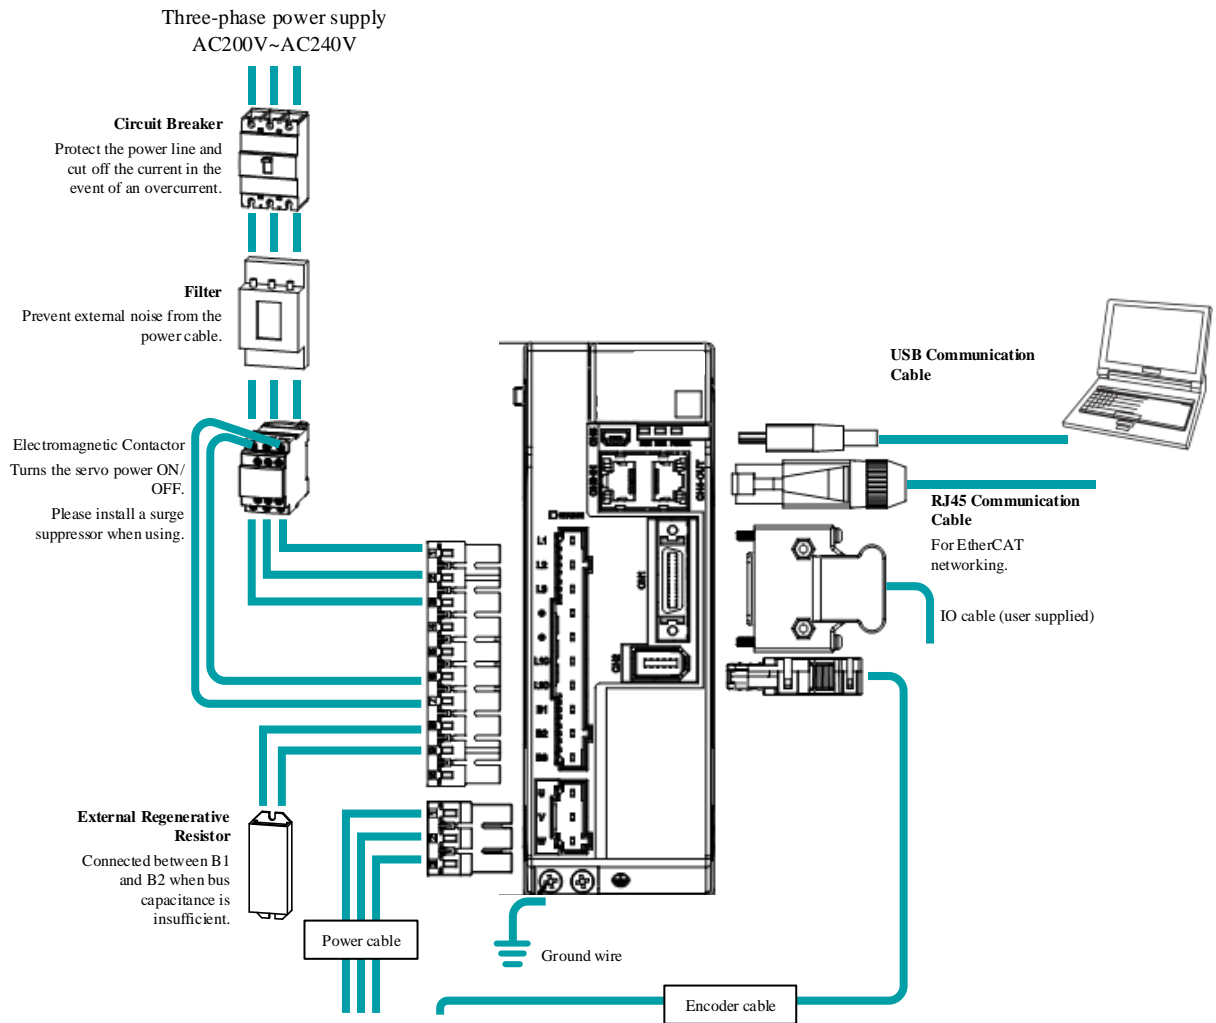 Three-phase power supply
AC200V~AC240V
Circuit Breaker
Protect the power line and
cut off the current in the
event of an overcurrent.
Filter
Prevent external noise from the
power cable.
Electromagnetic Contactor
Turns the servo power ON/
OFF.
Please install a surge
suppressor when using.
External Regenerative
Resistor
Connected between B1
and B2 when bus
capacitance is
insufficient.
Power cable
Ground wire
Encoder cable
USB Communication
Cable
RJ45 Communication
Cable
For EtherCAT
networking.
IO cable (user supplied)
CN4-OUT
CN1
CN2
L1
L2
L3
B1
B2
B3
U
V
W